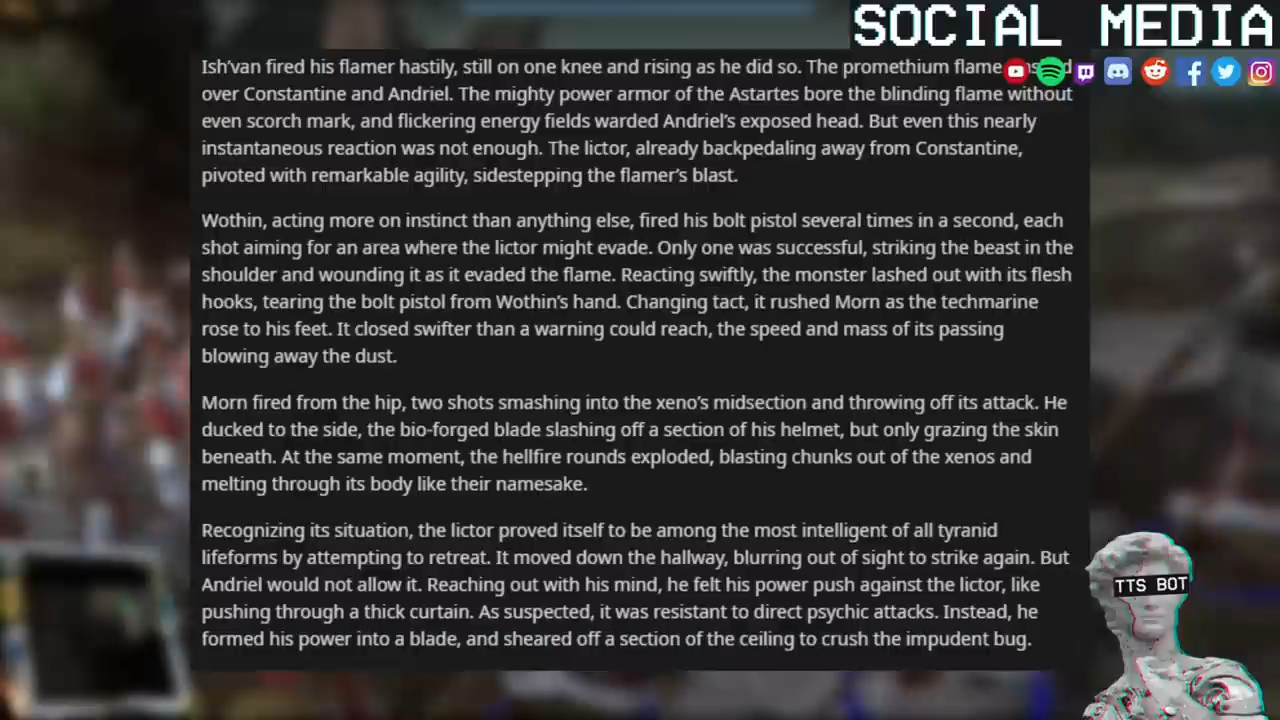 SOCIAL MEDIA
Ish'van fired his flamer hastily, still on one knee and rising as he did so. The promethium flame
over Constantine and Andriel. The mighty power armor of the Astartes bore the blinding flame without
even scorch mark, and flickering energy fields warded Andriel's exposed head. But even this nearly
instantaneous reaction was not enough. The lictor, already backpedaling away from Constantine,
pivoted with remarkable agility, sidestepping the flamer's blast.
Wothin, acting more on instinct than anything else, fired his bolt pistol several times in a second, each
shot aiming for an area where the lictor might evade. Only one was successful, striking the beast in the
shoulder and wounding it as it evaded the flame. Reacting swiftly, the monster lashed out with its flesh
hooks, tearing the bolt pistol from Wothin's hand. Changing tact, it rushed Morn as the techmarine
rose to his feet. It closed swifter than a warning could reach, the speed and mass of its passing
blowing away the dust.
Morn fired from the hip, two shots smashing into the xeno's midsection and throwing off its attack. He
ducked to the side, the bio-forged blade slashing off a section of his helmet, but only grazing the skin
beneath. At the same moment, the hellfire rounds exploded, blasting chunks out of the xenos and
melting through its body like their namesake.
Recognizing its situation, the lictor proved itself to be among the most intelligent of all tyranid
lifeforms by attempting to retreat. It moved down the hallway, blurring out of sight to strike again. But
Andriel would not allow it. Reaching out with his mind, he felt his power push against the lictor, like
pushing through a thick curtain. As suspected, it was resistant to direct psychic attacks. Instead, he
formed his power into a blade, and sheared off a section of the ceiling to crush the impudent bug.
TTS BOT